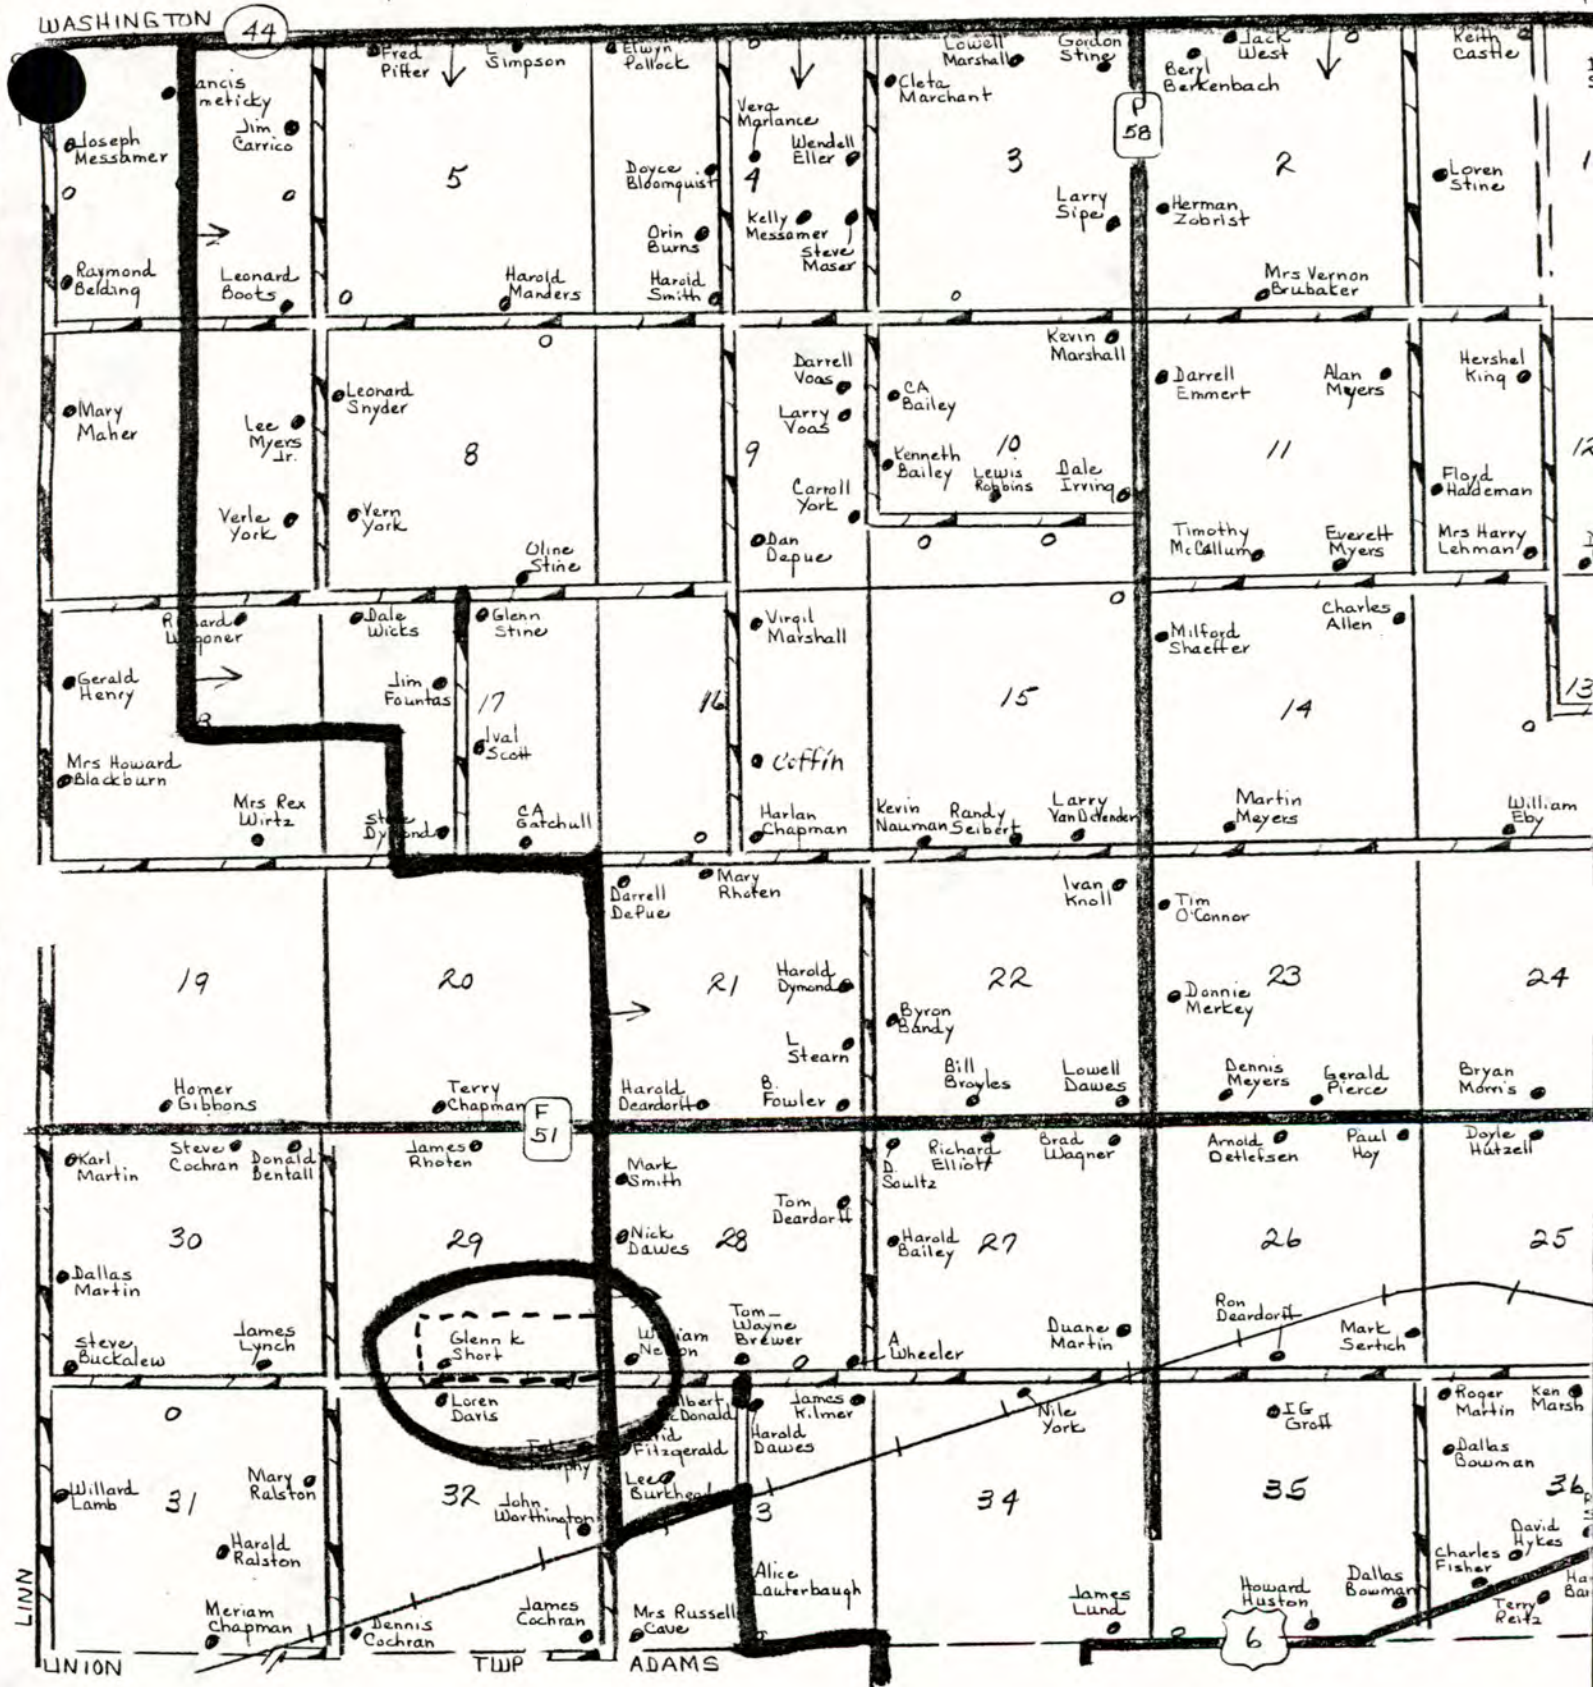 WASHINGTON
44
Fred
Pifter
L
Simpson
Elwyn
Pollock
Lowell
Marshall
Gordon
Stine
Jack
West
Keith
Castle
Cleta
Marchant
Beryl
Berkenbach
P
58
Jim
Carrico
Joseph
Messamer
Vera
Marlance
Wendell
Eller
5
4
3
2
Doyce
Bloomquist
Loren
Stine
Larry
Sipe
Herman
Zobrist
Orin
Burns
Kelly
Messamer
Steve
Moser
Raymond
Belding
Leonard
Boots
Harold
Manders
Harold
Smith
Mrs Vernon
Brubaker
Kevin
Marshall
Darrell
Voas
CA
Bailey
Darrell
Emmert
Alan
Myers
Hershel
King
Leonard
Snyder
Mary
Maher
Larry
Voas
Lee
Myers
Jr.
8
9
10
11
12
Kenneth
Bailey
Lewis
Robbins
Dale
Irving
Floyd
Haldeman
Carroll
York
Verle
York
Vern
York
Dan
Depue
Timothy
McCallum
Everett
Myers
Mrs Harry
Lehman
Oline
Stine
Dale
Wicks
Glenn
Stine
Virgil
Marshall
Milford
Shaeffer
Charles
Allen
Gerald
Henry
Jim
Fountas
17
16
15
14
13
Ival
Scott
Coffin
Mrs Howard
Blackburn
Mrs Rex
Wirtz
Steve
Dymond
CA
Gatchull
Harlan
Chapman
Kevin
Nauman
Randy
Seibert
Larry
VanDeVender
Martin
Meyers
William
Eby
Darrell
DePue
Mary
Rhoten
Ivan
Knoll
Tim
O'Connor
19
20
21
22
23
24
Harold
Dymond
Donnie
Merkey
Byron
Bandy
L
Stearn
Homer
Gibbons
Terry
Chapman
Harold
Deardorff
B.
Fowler
Bill
Broyles
Lowell
Dawes
Dennis
Meyers
Gerald
Pierce
Bryan
Morris
F
51
Karl
Martin
Steve
Cochran
Donald
Bentall
James
Rhoten
Mark
Smith
D.
Soultz
Richard
Elliott
Brad
Wagner
Arnold
Detlefsen
Paul
Hoy
Doyle
Hutzell
Tom
Deardorff
30
29
Nick
Dawes
28
Harold
Bailey
27
26
25
Dallas
Martin
Steve
Buckalew
James
Lynch
Glenn K
Short
William
Nelson
Tom-
Wayne
Brewer
A
Wheeler
Duane
Martin
Ron
Deardorff
Mark
Sertich
Loren
Davis
James
Kilmer
Harold
Dawes
Nile
York
IG
Groff
Roger
Martin
Ken
Marsh
Fitzgerald
Murphy
Dallas
Bowman
Willard
Lamb
31
Mary
Ralston
32
John
Worthington
Lee
Burkhead
34
35
36
Harold
Ralston
David
Hykes
Charles
Fisher
Alice
Lauterbaugh
Meriam
Chapman
Dennis
Cochran
James
Cochran
Mrs Russell
Cave
James
Lund
Howard
Huston
6
Dallas
Bowman
Terry
Reitz
LINN
UNION
TWP
ADAMS